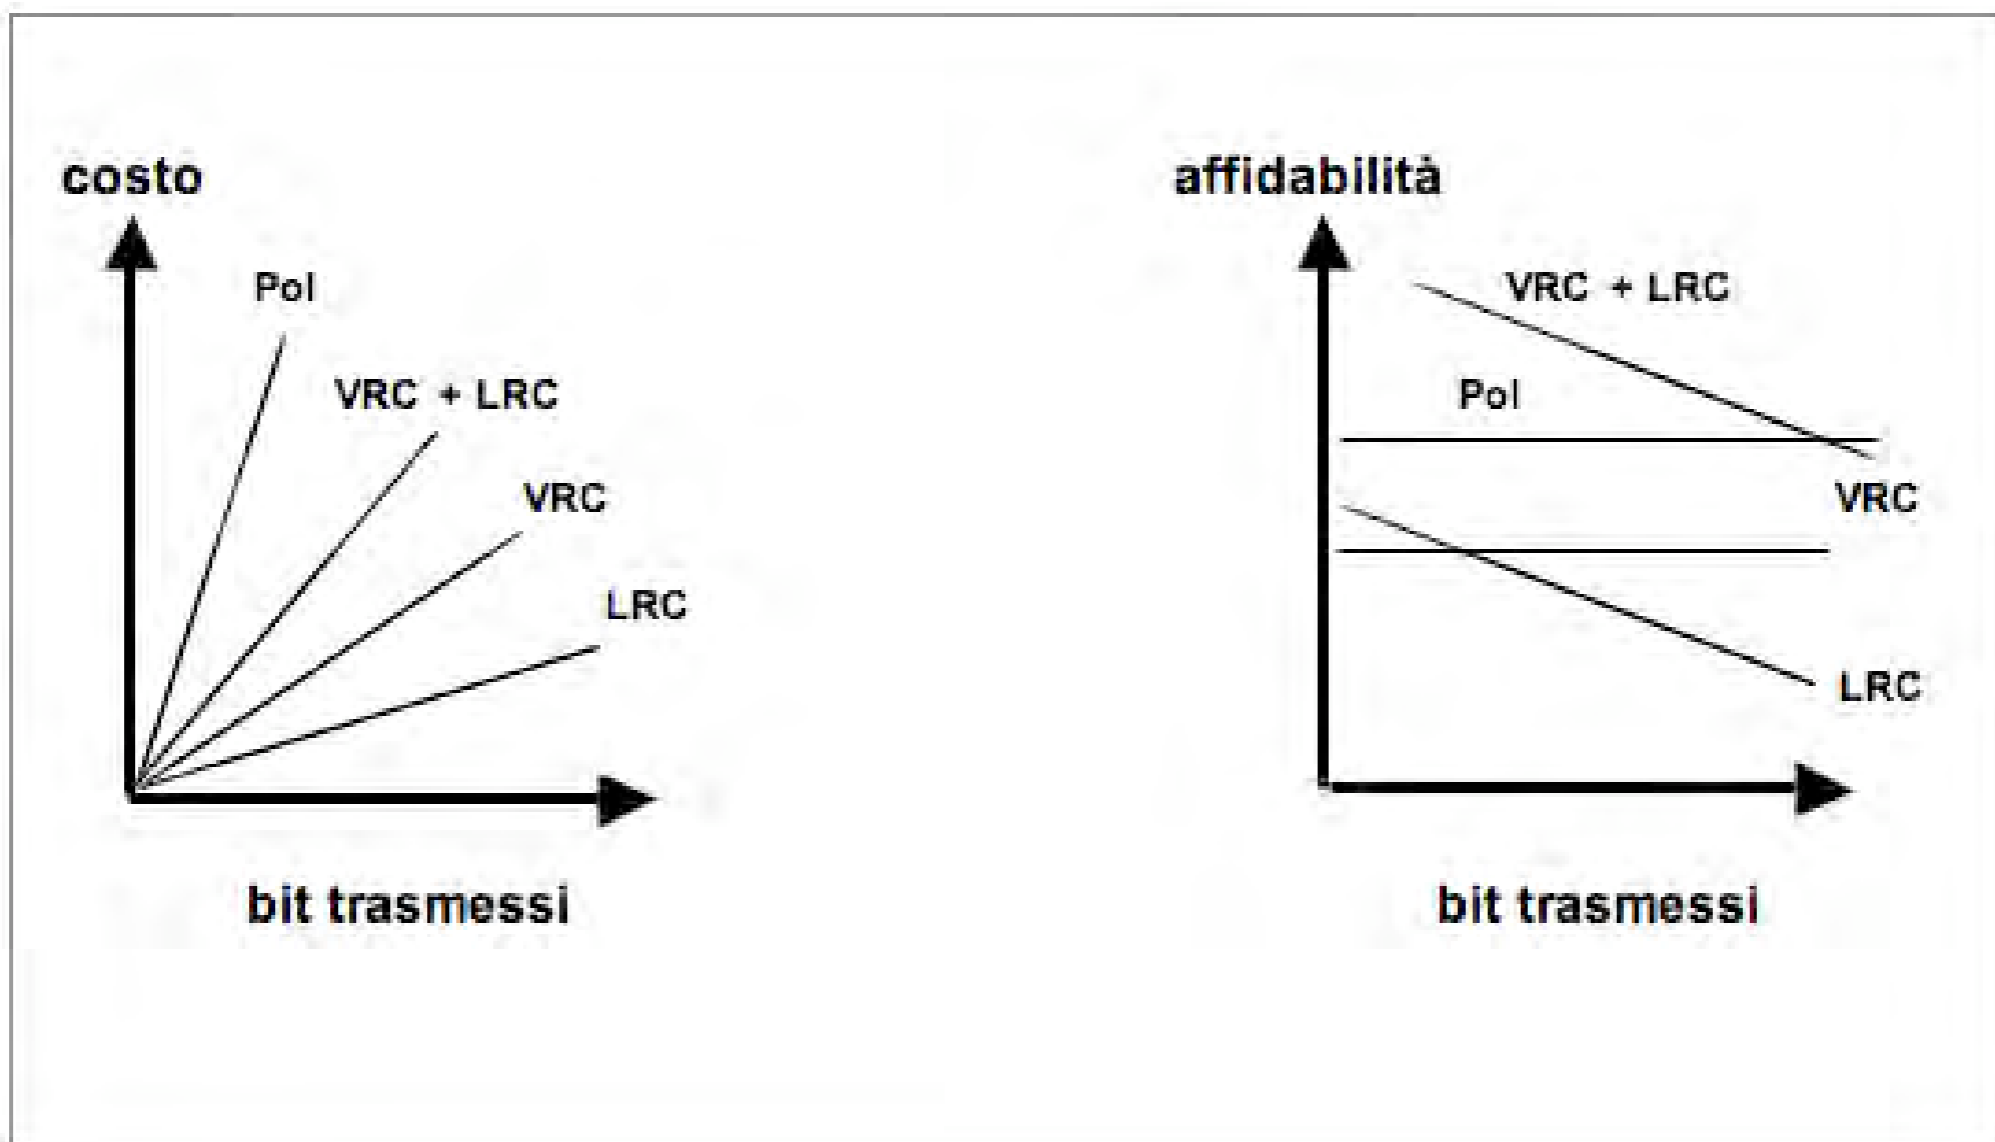 costo
Pol
VRC + LRC
VRC
LRC
bit trasmessi
affidabilità
VRC + LRC
Pol
VRC
LRC
bit trasmessi